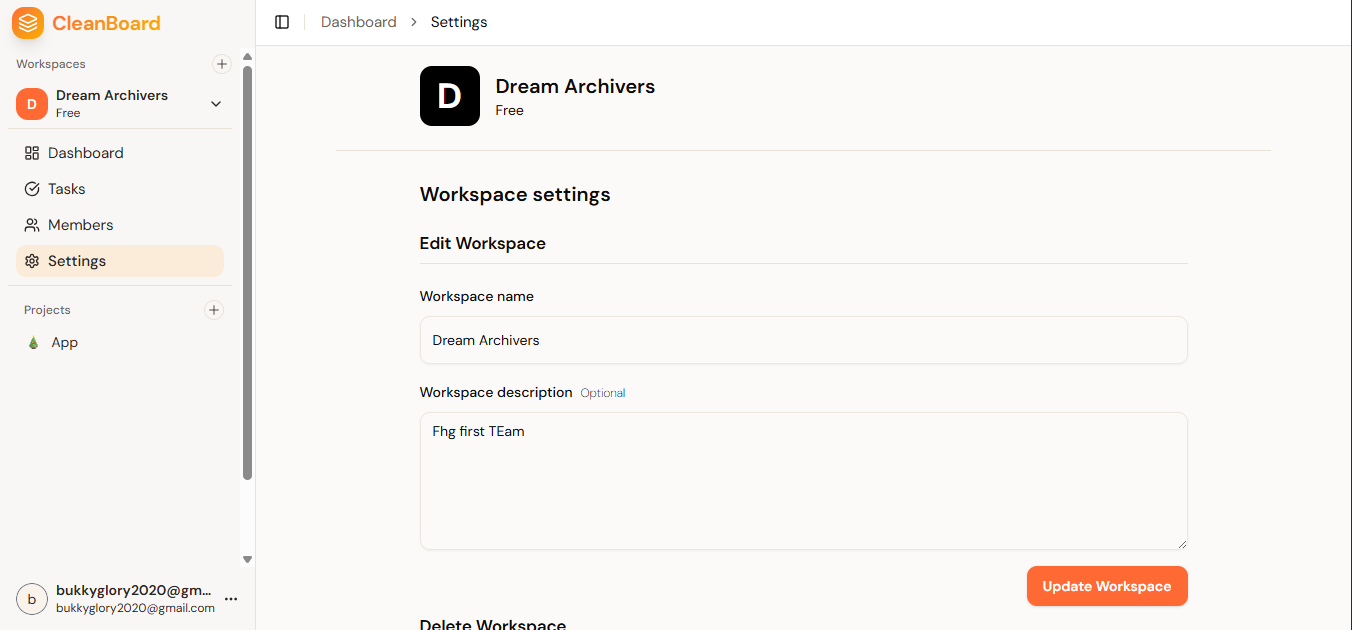 CleanBoard
Workspaces
D
Dream Archivers
Free
Dashboard
Tasks
Members
Settings
Projects
App
b
bukkyglory2020@gm...
bukkyglory2020@gmail.com
Dashboard
Settings
D
Dream Archivers
Free
Workspace settings
Edit Workspace
Workspace name
Dream Archivers
Workspace description Optional
Fhg first TEam
Update Workspace
Delete Workspace